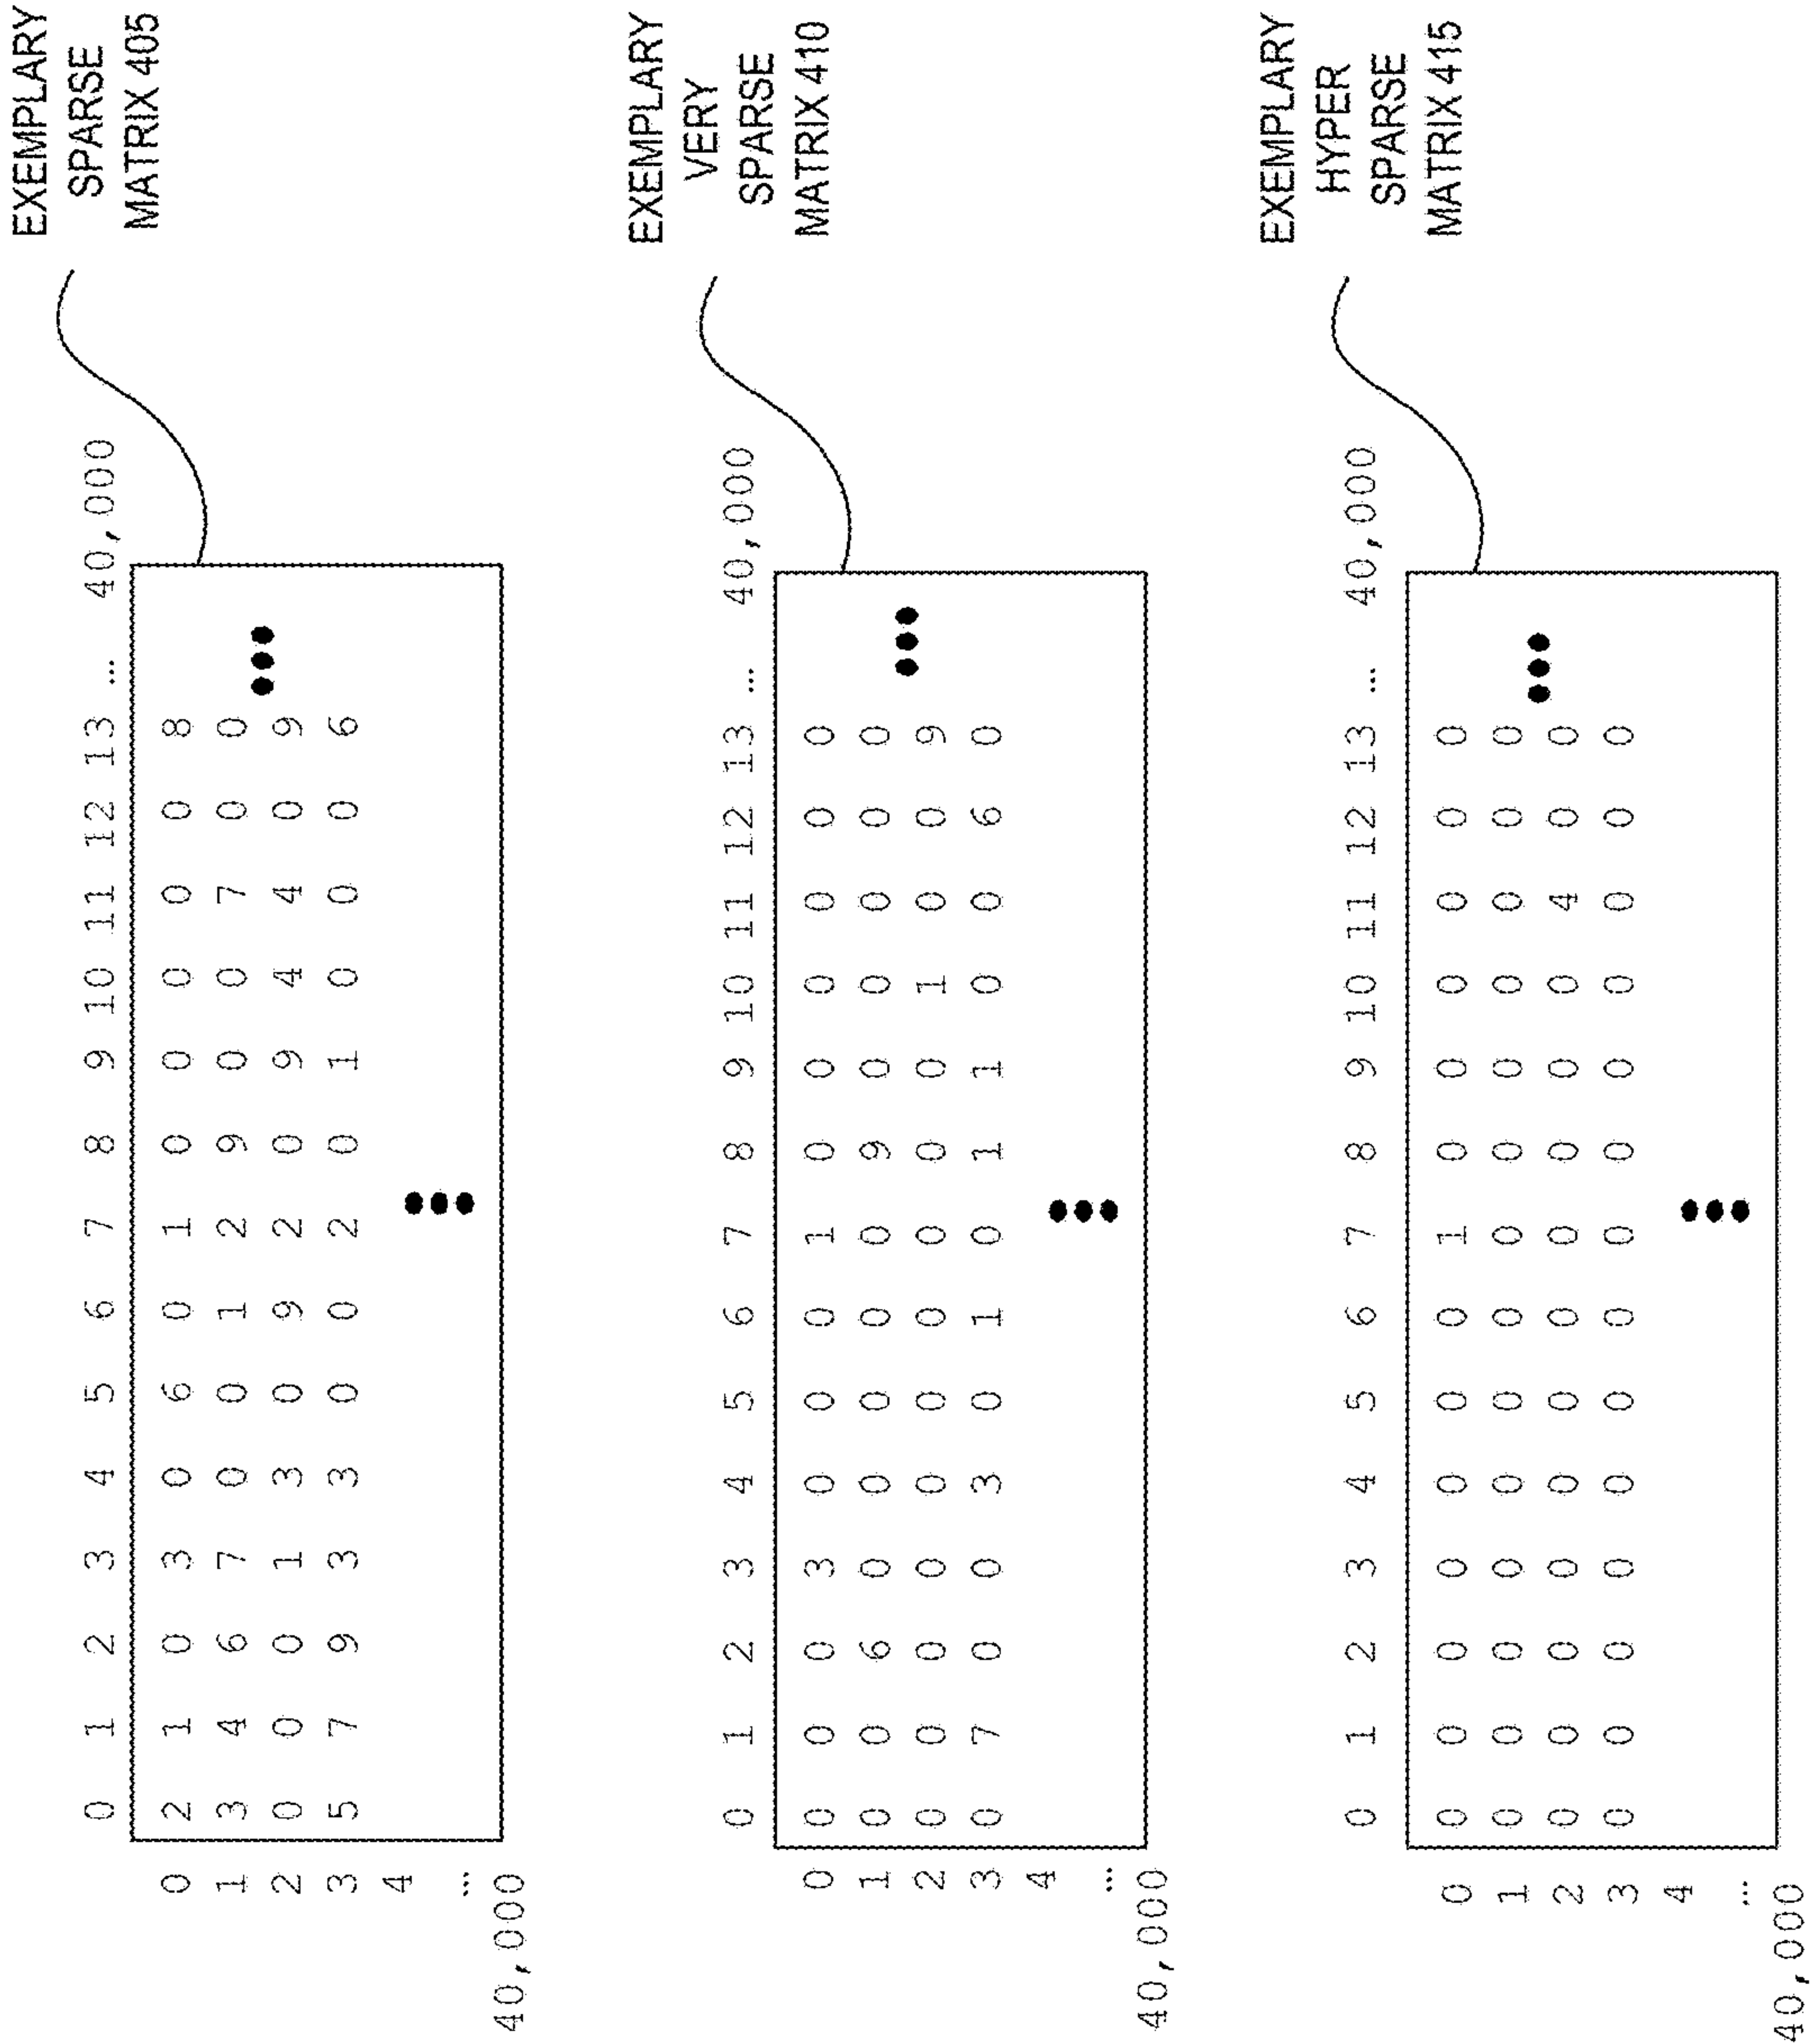 EXEMPLARY
SPARSE
MATRIX 405
0 1 2 3 4 5 6 7 8 9 10 11 12 13 ... 40,000
0 2 1 0 3 0 6 0 1 0 0 0 0 0 8
1 3 4 6 7 0 0 1 2 9 0 0 7 0 0
2 0 0 0 1 3 0 9 2 0 9 4 4 0 9
3 5 7 9 3 3 0 0 2 0 1 0 0 0 6
4
...
40,000
EXEMPLARY
VERY
SPARSE
MATRIX 410
0 1 2 3 4 5 6 7 8 9 10 11 12 13 ... 40,000
0 0 0 0 3 0 0 0 1 0 0 0 0 0 0
1 0 0 6 0 0 0 0 0 9 0 0 0 0 0
2 0 0 0 0 0 0 0 0 0 0 1 0 0 9
3 0 7 0 0 3 0 1 0 1 1 0 0 6 0
4
...
40,000
EXEMPLARY
HYPER
SPARSE
MATRIX 415
0 1 2 3 4 5 6 7 8 9 10 11 12 13 ... 40,000
0 0 0 0 0 0 0 0 1 0 0 0 0 0 0
1 0 0 0 0 0 0 0 0 0 0 0 0 0 0
2 0 0 0 0 0 0 0 0 0 0 0 4 0 0
3 0 0 0 0 0 0 0 0 0 0 0 0 0 0
4
...
40,000